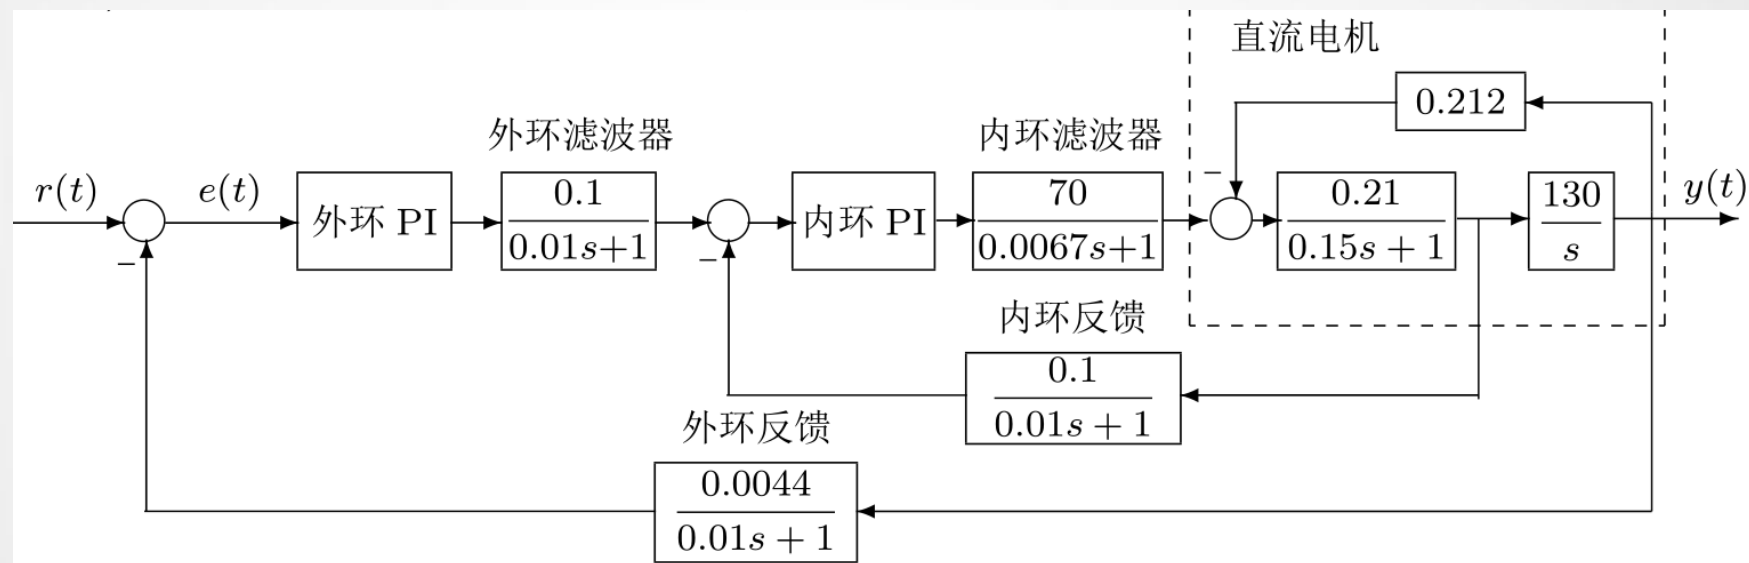 直流电机
0.212
外环滤波器
内环滤波器
r(t)
e(t)
外环 PI
0.1
0.01s+1
内环 PI
70
0.0067s+1
−
0.21
0.15s + 1
130
s
y(t)
−
−
内环反馈
0.1
0.01s + 1
外环反馈
0.0044
0.01s + 1